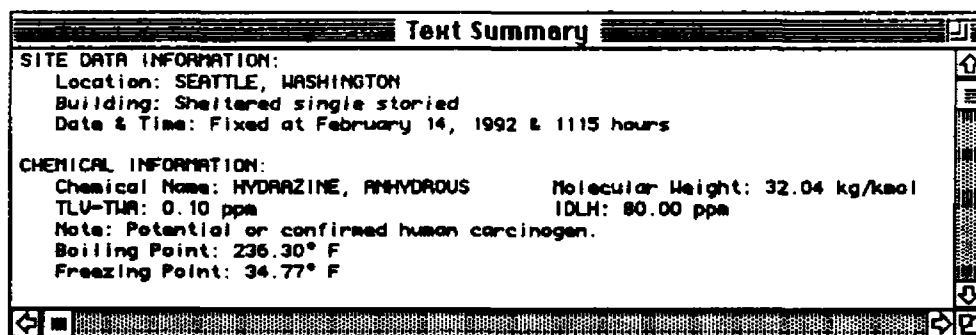 Text Summary
SITE DATA INFORMATION:
Location: SEATTLE, WASHINGTON
Building: Sheltered single storied
Date & Time: Fixed at February 14, 1992 & 1115 hours
CHEMICAL INFORMATION:
Chemical Name: HYDRAZINE, ANHYDROUS Molecular Weight: 32.04 kg/kmol
TLV-TWA: 0.10 ppm IDLH: 80.00 ppm
Note: Potential or confirmed human carcinogen.
Boiling Point: 236.30° F
Freezing Point: 34.77° F